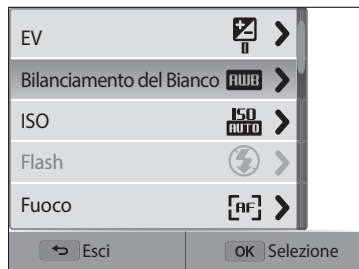 EV
Bilanciamento del Bianco AWB
ISO ISO AUTO
Flash
Fuoco AF
Esci OK Selezione